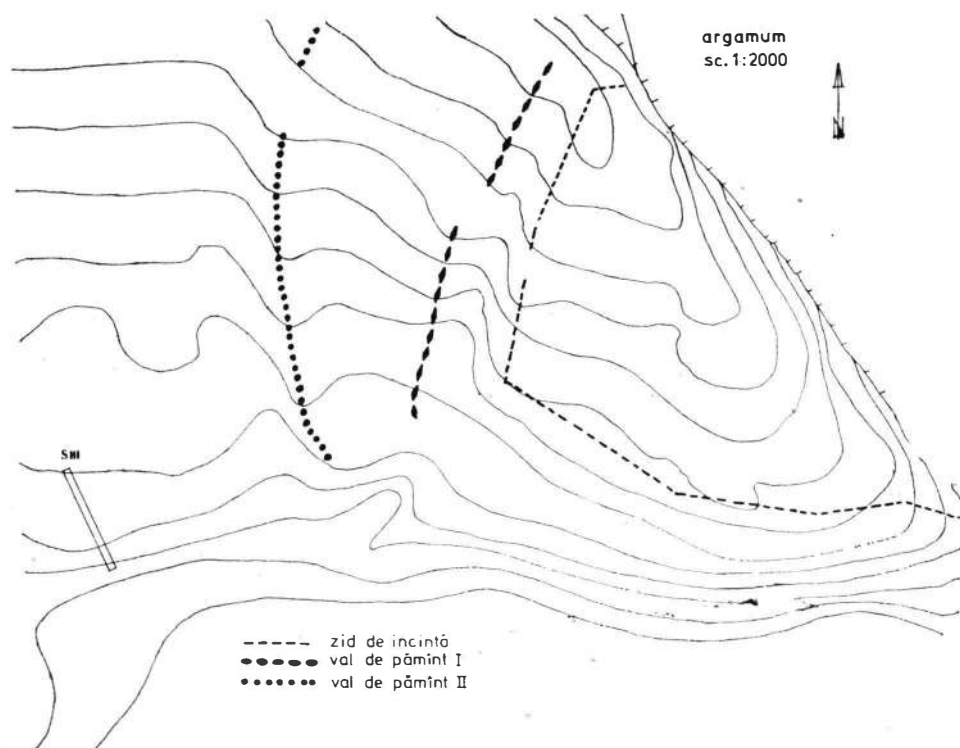 argamum
sc. 1:2000
N
SIII
zid de incintă
val de pămînt I
val de pămînt II